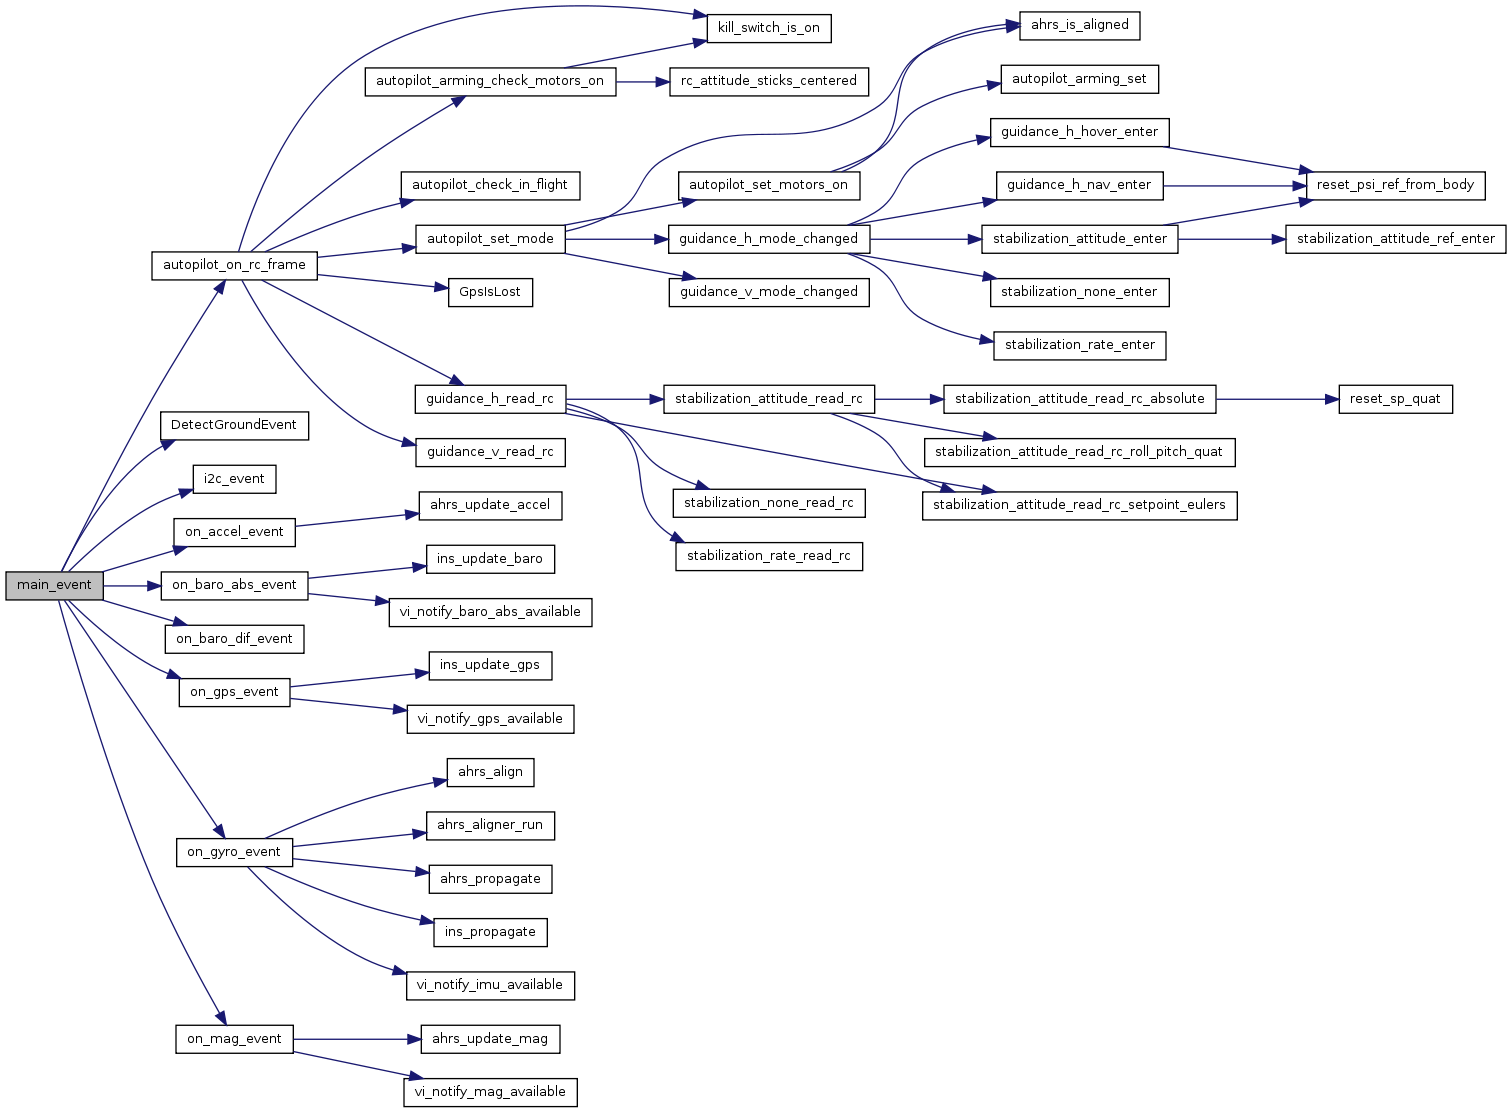 main_event
autopilot_on_rc_frame
DetectGroundEvent
i2c_event
on_accel_event
on_baro_abs_event
on_baro_dif_event
on_gps_event
on_gyro_event
on_mag_event
autopilot_arming_check_motors_on
autopilot_check_in_flight
autopilot_set_mode
GpsIsLost
guidance_h_read_rc
guidance_v_read_rc
ahrs_update_accel
ins_update_baro
vi_notify_baro_abs_available
ins_update_gps
vi_notify_gps_available
ahrs_align
ahrs_aligner_run
ahrs_propagate
ins_propagate
vi_notify_imu_available
ahrs_update_mag
vi_notify_mag_available
kill_switch_is_on
rc_attitude_sticks_centered
autopilot_set_motors_on
guidance_h_mode_changed
guidance_v_mode_changed
stabilization_attitude_read_rc
stabilization_none_read_rc
stabilization_rate_read_rc
ahrs_is_aligned
autopilot_arming_set
guidance_h_hover_enter
guidance_h_nav_enter
stabilization_attitude_enter
stabilization_none_enter
stabilization_rate_enter
stabilization_attitude_read_rc_absolute
stabilization_attitude_read_rc_roll_pitch_quat
stabilization_attitude_read_rc_setpoint_eulers
reset_psi_ref_from_body
stabilization_attitude_ref_enter
reset_sp_quat